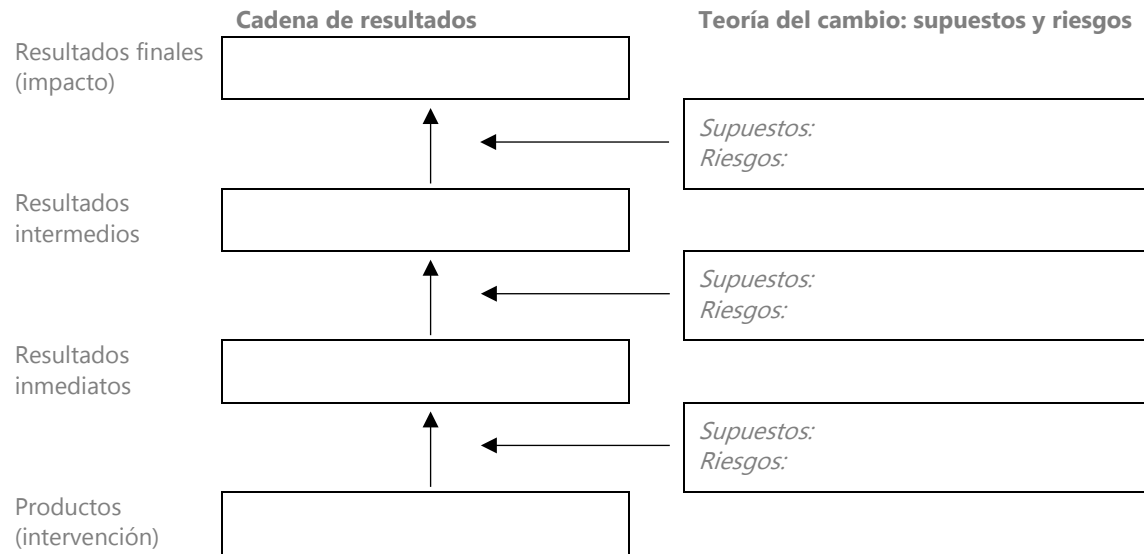 Cadena de resultados
Teoría del cambio: supuestos y riesgos
Resultados finales
(impacto)
Supuestos:
Riesgos:
Resultados
intermedios
Supuestos:
Riesgos:
Resultados
inmediatos
Supuestos:
Riesgos:
Productos
(intervención)